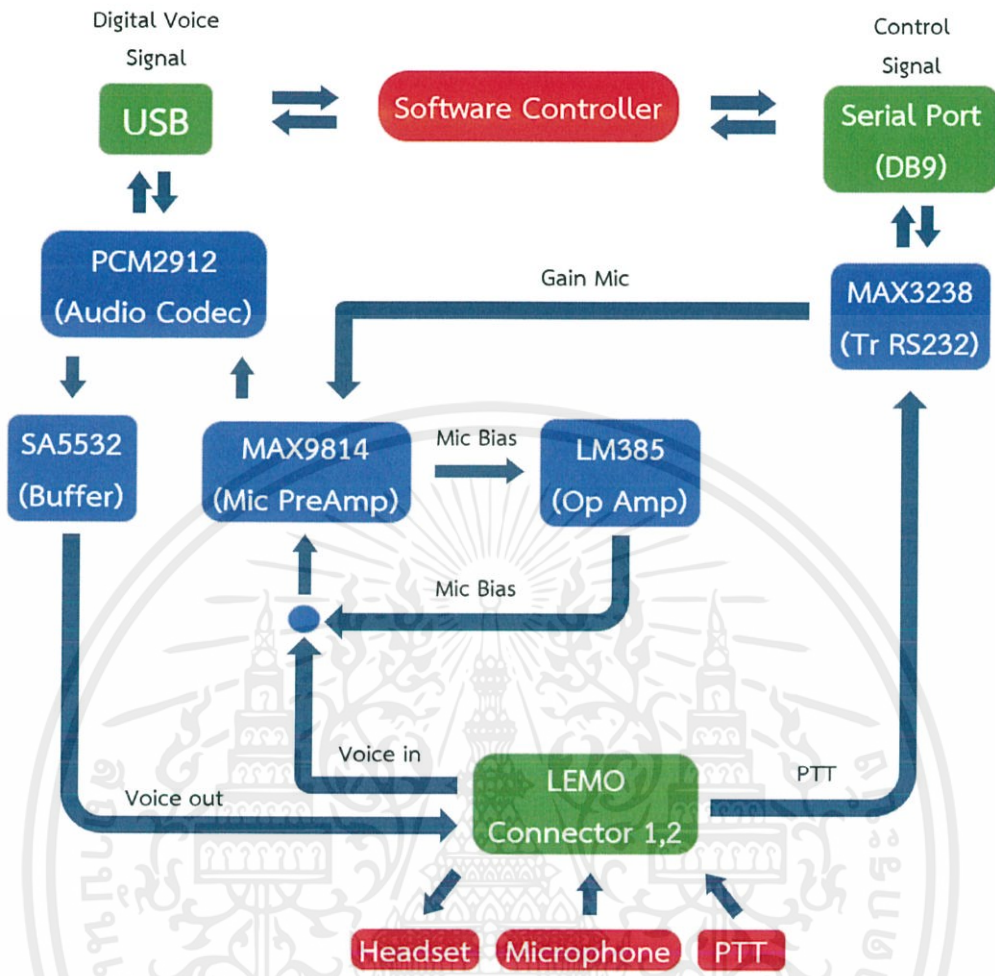 Digital Voice
Signal
USB
Software Controller
Control
Signal
Serial Port
(DB9)
PCM2912
(Audio Codec)
Gain Mic
MAX3238
(Tr RS232)
SA5532
(Buffer)
MAX9814
(Mic PreAmp)
Mic Bias
LM385
(Op Amp)
Mic Bias
Voice in
Voice out
LEMO
Connector 1,2
PTT
Headset
Microphone
PTT